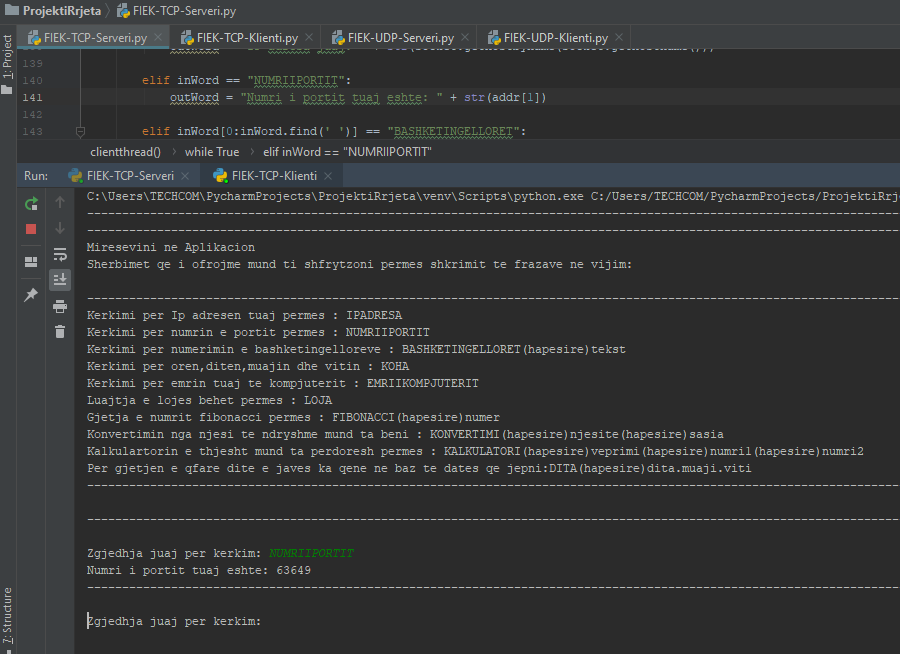 ProjektiRrjeta FIEK-TCP-Serveri.py
FIEK-TCP-Serveri.py FIEK-TCP-Klienti.py FIEK-UDP-Serveri.py FIEK-UDP-Klienti.py
1: Project
139
140 elif inWord == "NUMRIIPORTIT":
141 outWord = "Numri i portit tuaj eshte: " + str(addr[1])
142
143 elif inWord[0:inWord.find(' ')] == "BASHKETINGELLORET":
clientthread() while True elif inWord == "NUMRIIPORTIT"
Run: FIEK-TCP-Serveri FIEK-TCP-Klienti
C:\Users\TECHCOM\PycharmProjects\ProjektiRrjeta\venv\Scripts\python.exe C:/Users/TECHCOM/PycharmProjects/ProjektiRrje
Miresevini ne Aplikacion
Sherbimet qe i ofrojme mund ti shfrytzoni permes shkrimit te frazave ne vijim:
Kerkimi per Ip adresen tuaj permes : IPADRESA
Kerkimi per numrin e portit permes : NUMRIIPORTIT
Kerkimi per numerimin e bashketingelloreve : BASHKETINGELLORET(hapesire)tekst
Kerkimi per oren,diten,muajin dhe vitin : KOHA
Kerkimi per emrin tuaj te kompjuterit : EMRIIKOMPJUTERIT
Luajtja e lojes behet permes : LOJA
Gjetja e numrit fibonacci permes : FIBONACCI(hapesire)numer
Konvertimin nga njesi te ndryshme mund ta beni : KONVERTIMI(hapesire)njesite(hapesire)sasia
Kalkulartorin e thjesht mund ta perdoresh permes : KALKULATORI(hapesire)veprimi(hapesire)numri1(hapesire)numri2
Per gjetjen e qfare dite e javes ka qene ne baz te dates qe jepni:DITA(hapesire)dita.muaji.viti
Zgjedhja juaj per kerkim: NUMRIIPORTIT
Numri i portit tuaj eshte: 63649
Zgjedhja juaj per kerkim:
7: Structure